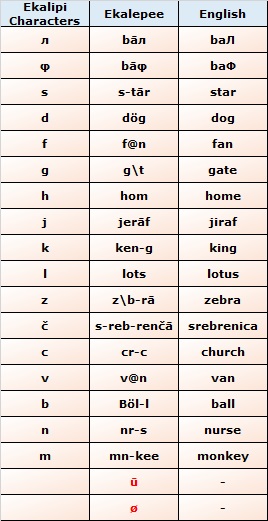 Ekalipi Characters Ekalepee English
л bāл baЛ
φ bāφ baΦ
s s-tār star
d dög dog
f f@n fan
g g\t gate
h hom home
j jerāf jiraf
k ken-g king
l lots lotus
z z\b-rā zebra
č s-reb-renčā srebrenica
c cr-c church
v v@n van
b Böl-l ball
n nr-s nurse
m mn-kee monkey
ū -
ø -